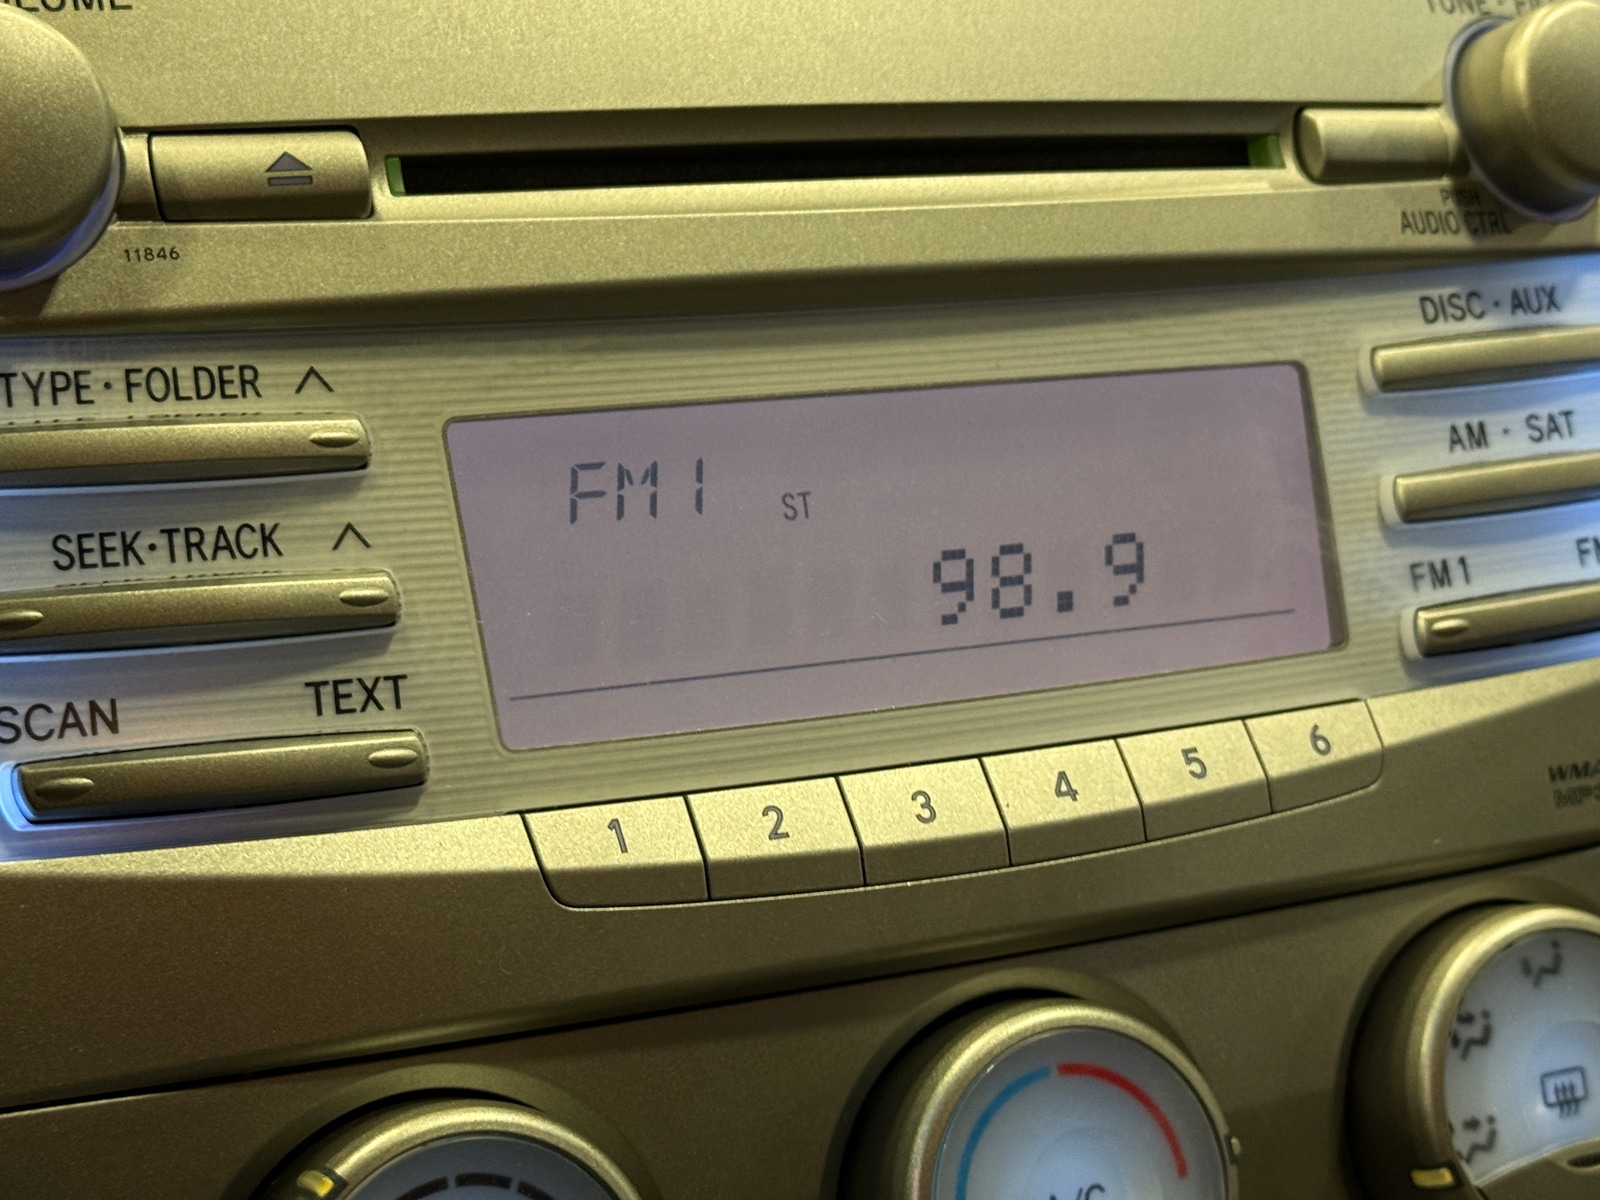 PUSH
AUDIO CTRL
11846
DISC · AUX
TYPE · FOLDER ∧
AM · SAT
FM1
ST
98.9
SEEK·TRACK ∧
FM1
SCAN TEXT
1 2 3 4 5 6
A/C